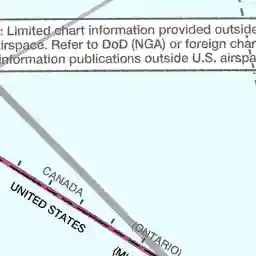 : Limited chart information provided outside
irspace. Refer to DoD (NGA) or foreign char
information publications outside U.S. airspa
CANADA
UNITED STATES
(ONTARIO)